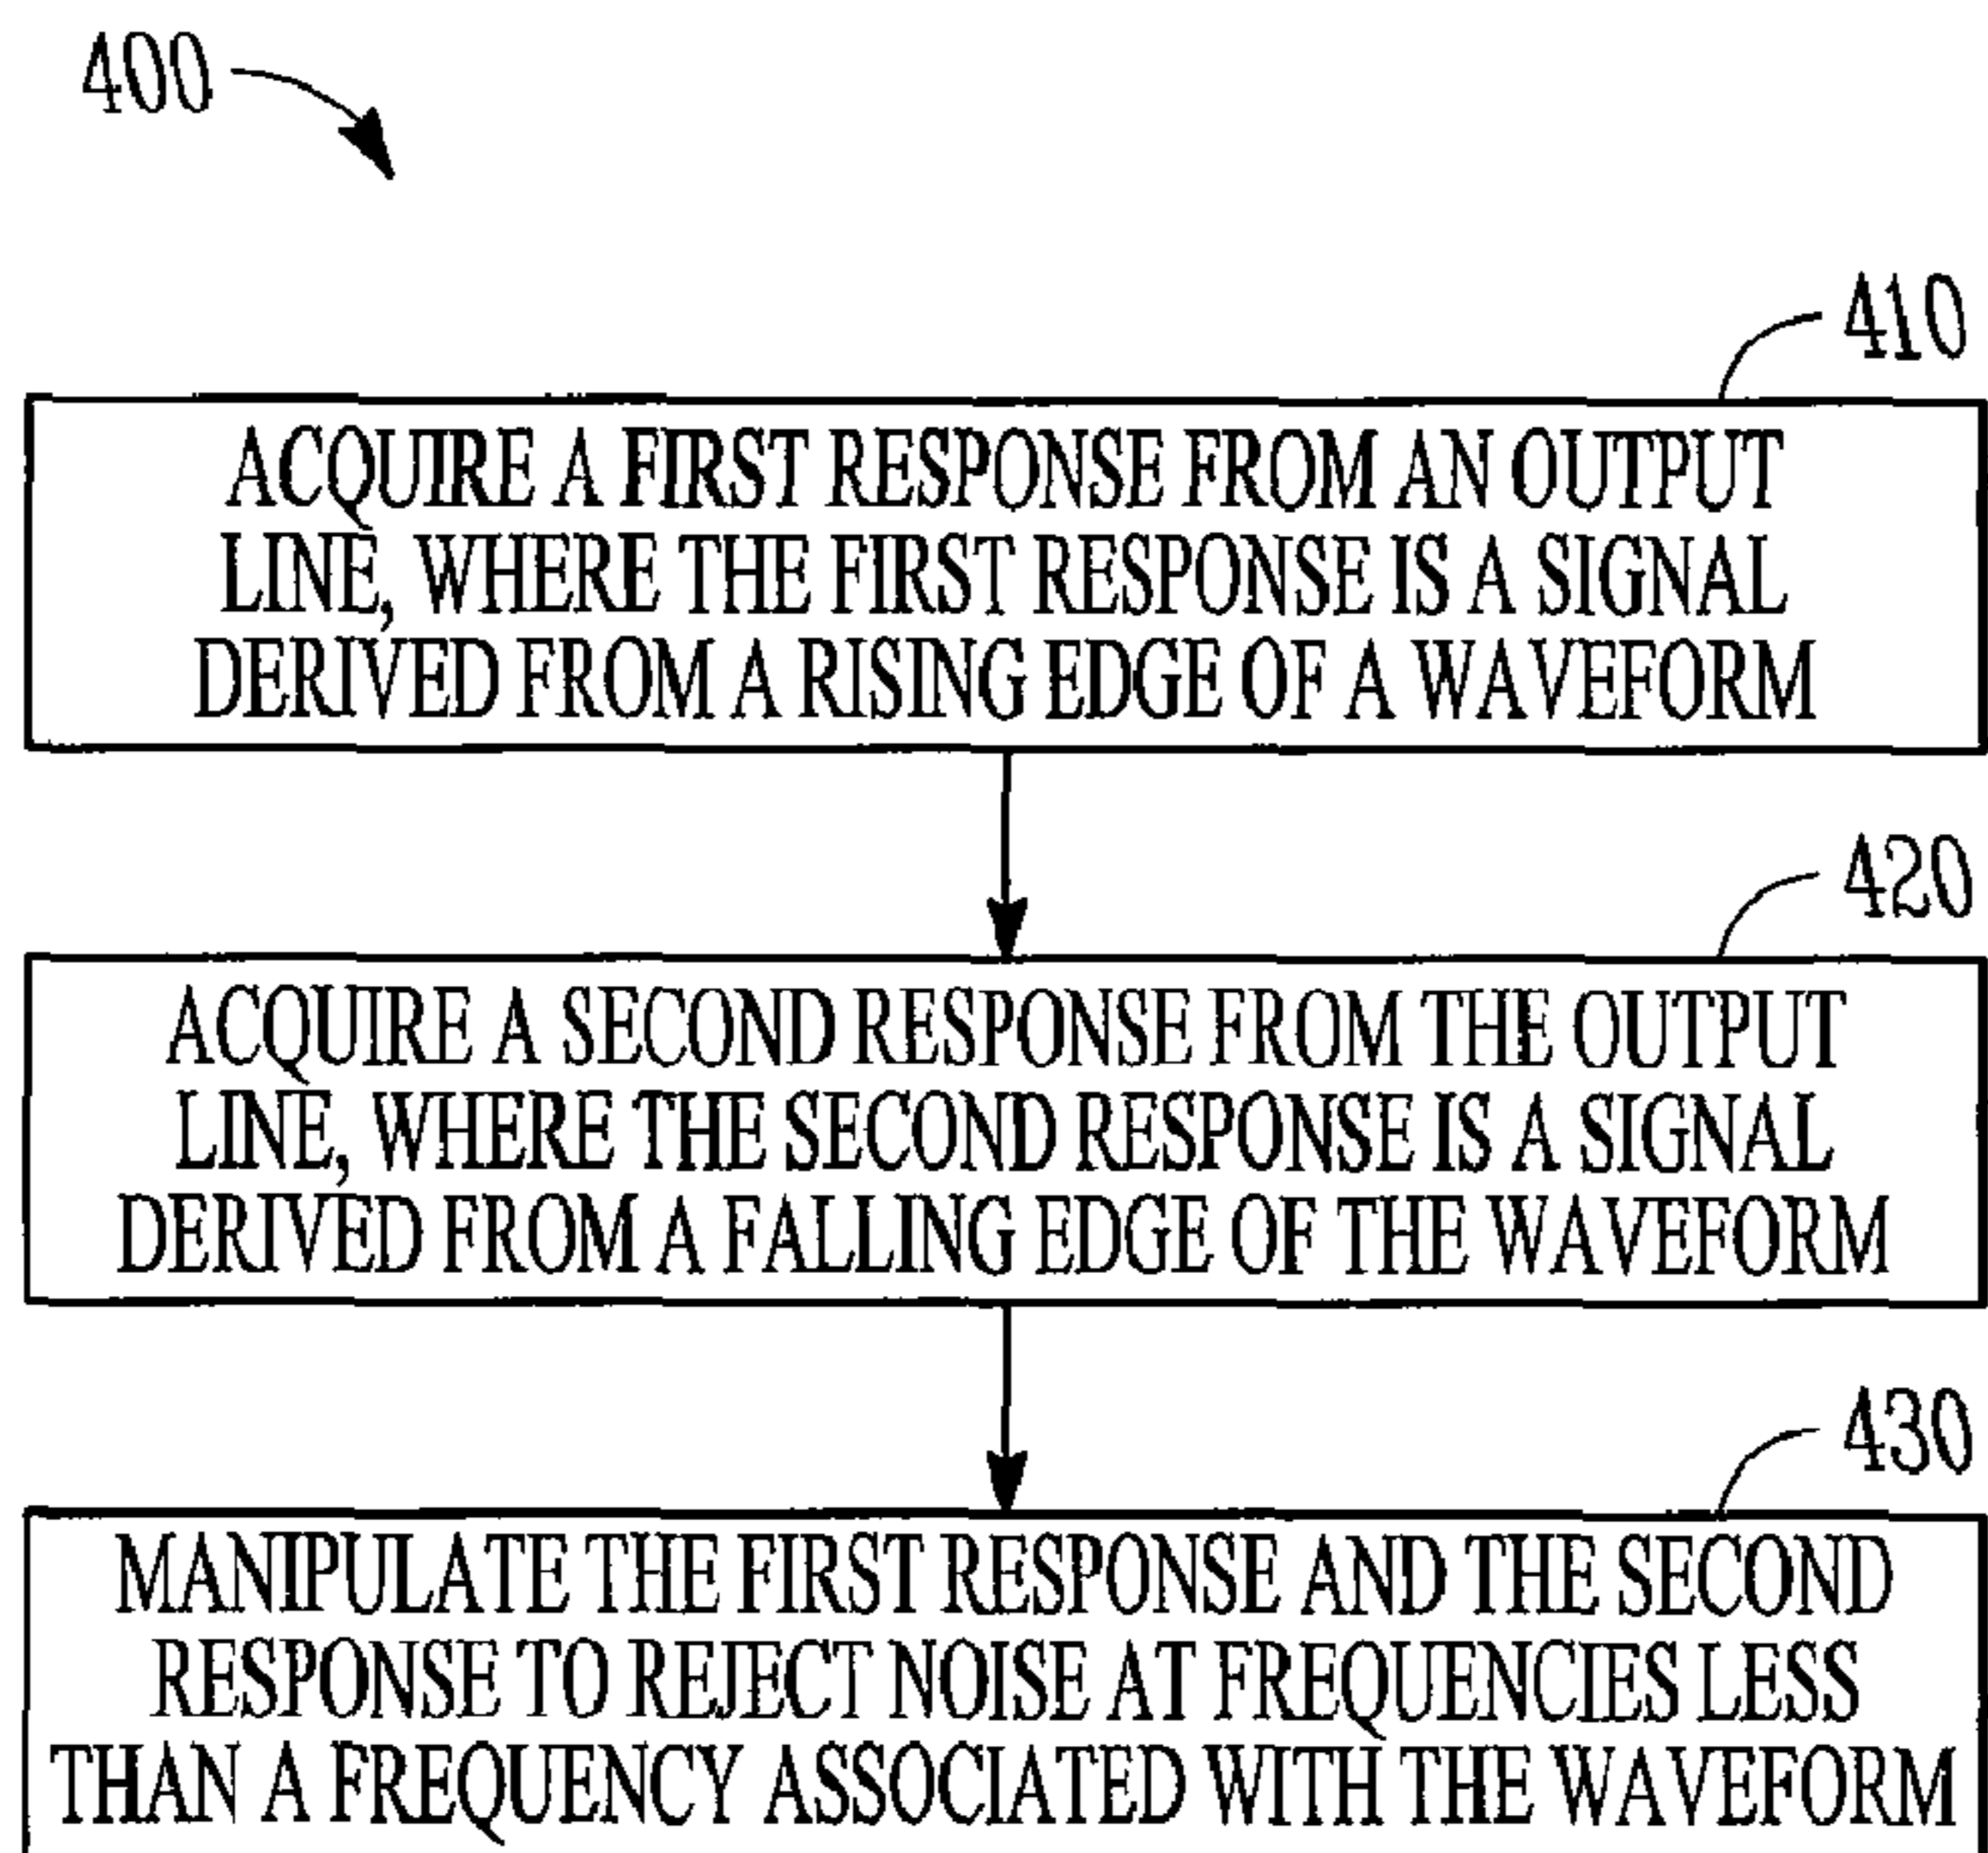 400
410
ACQUIRE A FIRST RESPONSE FROM AN OUTPUT
LINE, WHERE THE FIRST RESPONSE IS A SIGNAL
DERIVED FROM A RISING EDGE OF A WAVEFORM
420
ACQUIRE A SECOND RESPONSE FROM THE OUTPUT
LINE, WHERE THE SECOND RESPONSE IS A SIGNAL
DERIVED FROM A FALLING EDGE OF THE WAVEFORM
430
MANIPULATE THE FIRST RESPONSE AND THE SECOND
RESPONSE TO REJECT NOISE AT FREQUENCIES LESS
THAN A FREQUENCY ASSOCIATED WITH THE WAVEFORM